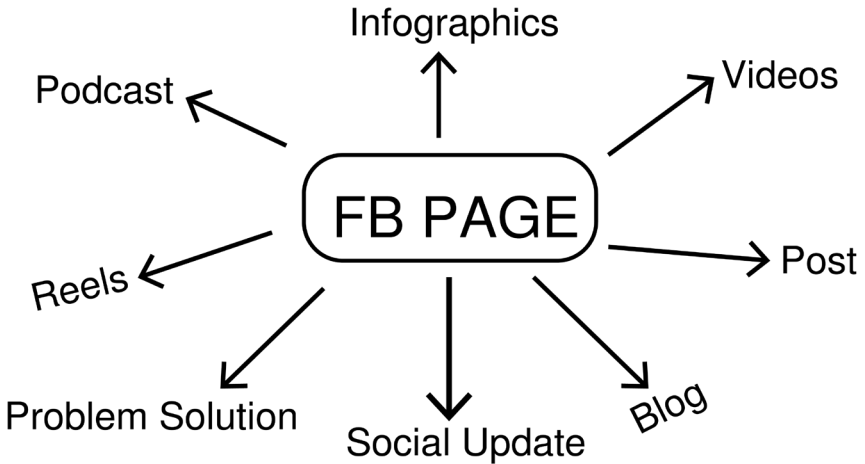 Infographics
Podcast
Videos
FB PAGE
Post
Reels
Problem Solution
Blog
Social Update